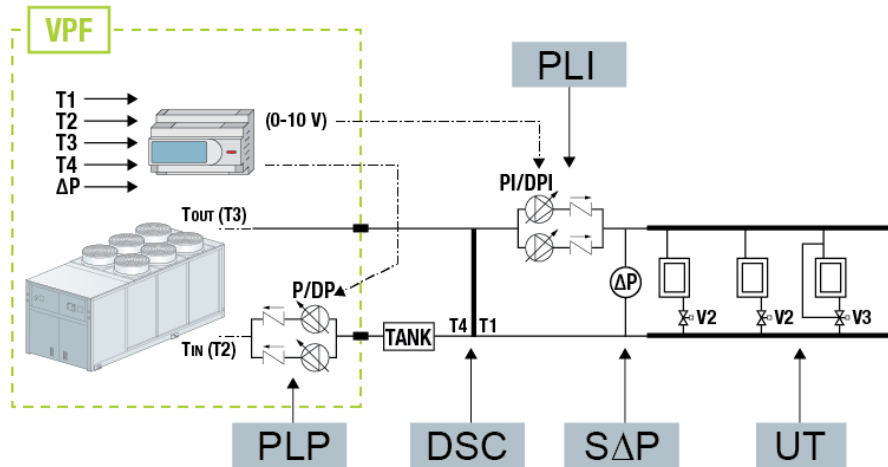 VPF
PLI
T1
T2
(0-10 V)
T3
T4
ΔP
PI/DPI
TOUT (T3)
P/DP
ΔP
TIN (T2)
TANK
T4
T1
V2
V2
V3
PLP
DSC
SΔP
UT